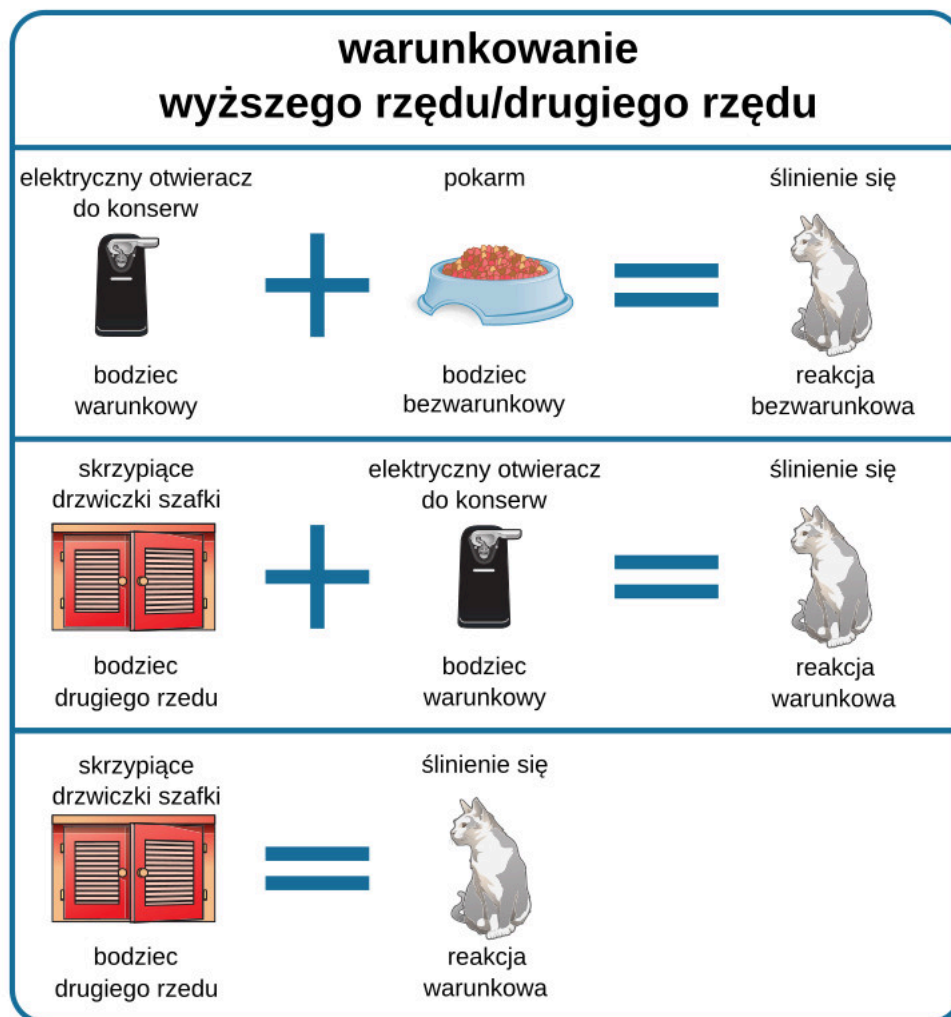 warunkowanie
wyższego rzędu/drugiego rzędu
elektryczny otwieracz
do konserw
pokarm
ślinienie się
bodziec
warunkowy
bodziec
bezwarunkowy
reakcja
bezwarunkowa
skrzypiące
drzwiczki szafki
elektryczny otwieracz
do konserw
ślinienie się
bodziec
drugiego rzedu
bodziec
warunkowy
reakcja
warunkowa
skrzypiące
drzwiczki szafki
ślinienie się
bodziec
drugiego rzedu
reakcja
warunkowa